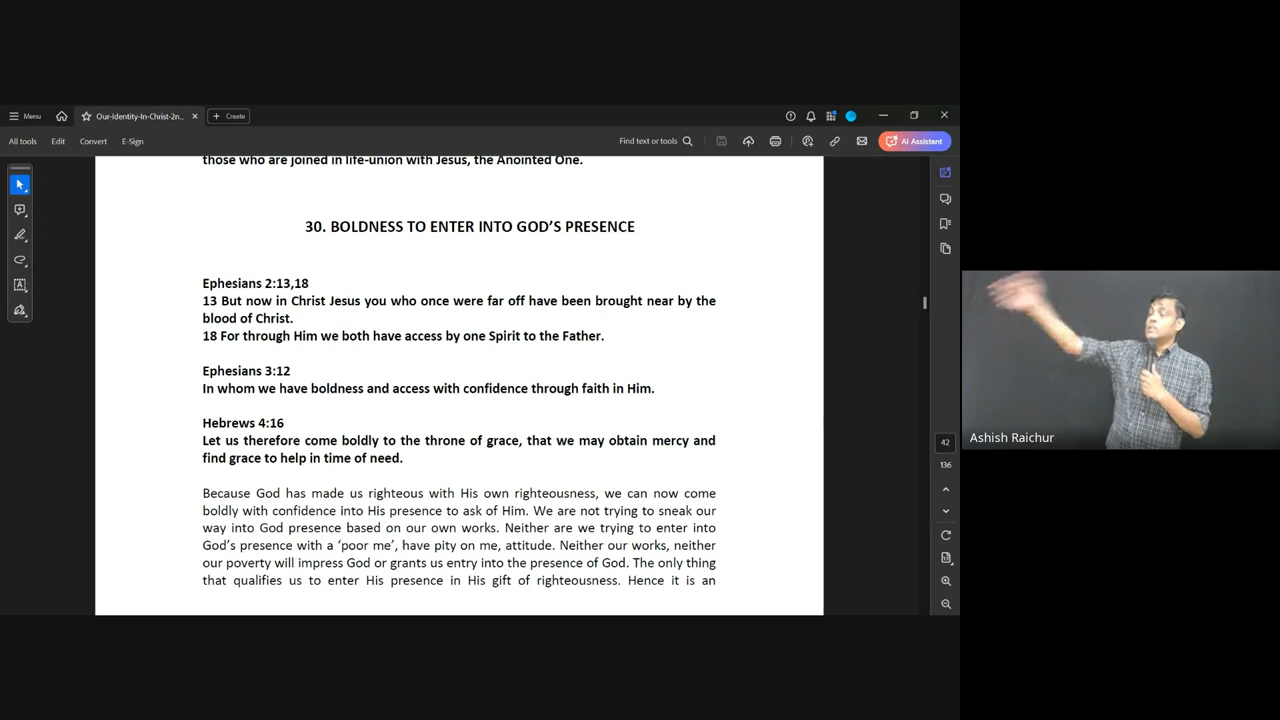 Menu
Our-Identity-In-Christ-2n...
Create
All tools
Edit
Convert
E-Sign
Find text or tools
AI Assistant
those who are joined in life-union with Jesus, the Anointed One.
30. BOLDNESS TO ENTER INTO GOD'S PRESENCE
Ephesians 2:13,18
13 But now in Christ Jesus you who once were far off have been brought near by the
blood of Christ.
18 For through Him we both have access by one Spirit to the Father.
Ephesians 3:12
In whom we have boldness and access with confidence through faith in Him.
Hebrews 4:16
Let us therefore come boldly to the throne of grace, that we may obtain mercy and
find grace to help in time of need.
Because God has made us righteous with His own righteousness, we can now come
boldly with confidence into His presence to ask of Him. We are not trying to sneak our
way into God presence based on our own works. Neither are we trying to enter into
God's presence with a ‘poor me’, have pity on me, attitude. Neither our works, neither
our poverty will impress God or grants us entry into the presence of God. The only thing
that qualifies us to enter His presence in His gift of righteousness. Hence it is an
42
136
Ashish Raichur